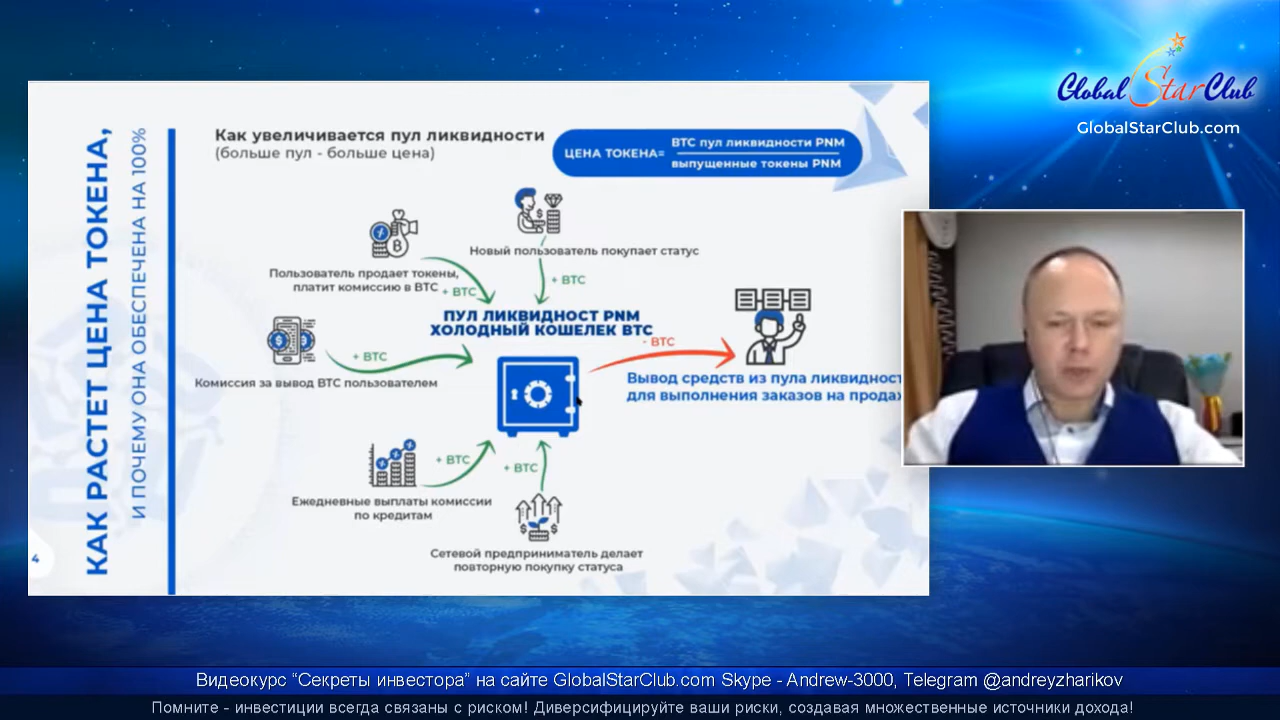 Global Star Club
GlobalStarClub.com
КАК РАСТЕТ ЦЕНА ТОКЕНА,
И ПОЧЕМУ ОНА ОБЕСПЕЧЕНА НА 100%
4
Как увеличивается пул ликвидности
(больше пул - больше цена)
ЦЕНА ТОКЕНА=
BTC пул ликвидности PNM
выпущенные токены PNM
Новый пользователь покупает статус
+ BTC
Пользователь продает токены,
платит комиссию в BTC
+ BTC
ПУЛ ЛИКВИДНОСТ PNM
ХОЛОДНЫЙ КОШЕЛЕК BTC
- BTC
+ BTC
Комиссия за вывод BTC пользователем
Вывод средств из пула
для выполнения заказов на
+ BTC
+ BTC
Ежедневные выплаты комиссии
по кредитам
Сетевой предприниматель делает
повторную покупку статуса
Видеокурс “Секреты инвестора” на сайте GlobalStarClub.com Skype - Andrew-3000, Telegram @andreyzharikov
Помните - инвестиции всегда связаны с риском! Диверсифицируйте ваши риски, создавая множественные источники дохода!